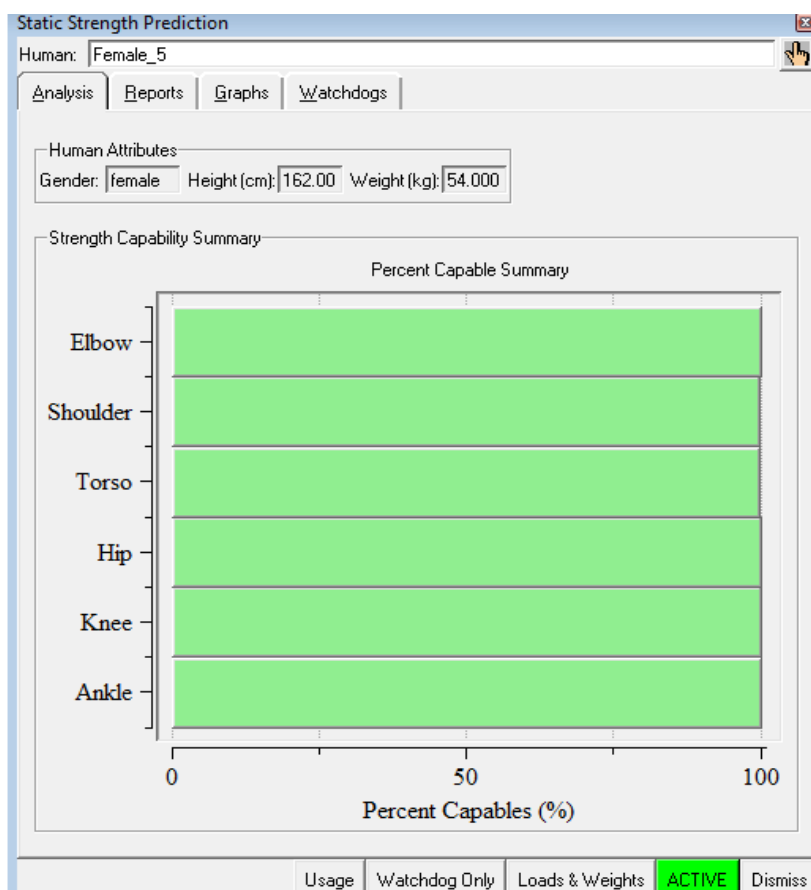 Static Strength Prediction
Human: Female_5
Analysis Reports Graphs Watchdogs
Human Attributes
Gender: female Height (cm): 162.00 Weight (kg): 54.000
Strength Capability Summary
Percent Capable Summary
Elbow
Shoulder
Torso
Hip
Knee
Ankle
0 50 100
Percent Capables (%)
Usage Watchdog Only Loads & Weights ACTIVE Dismiss